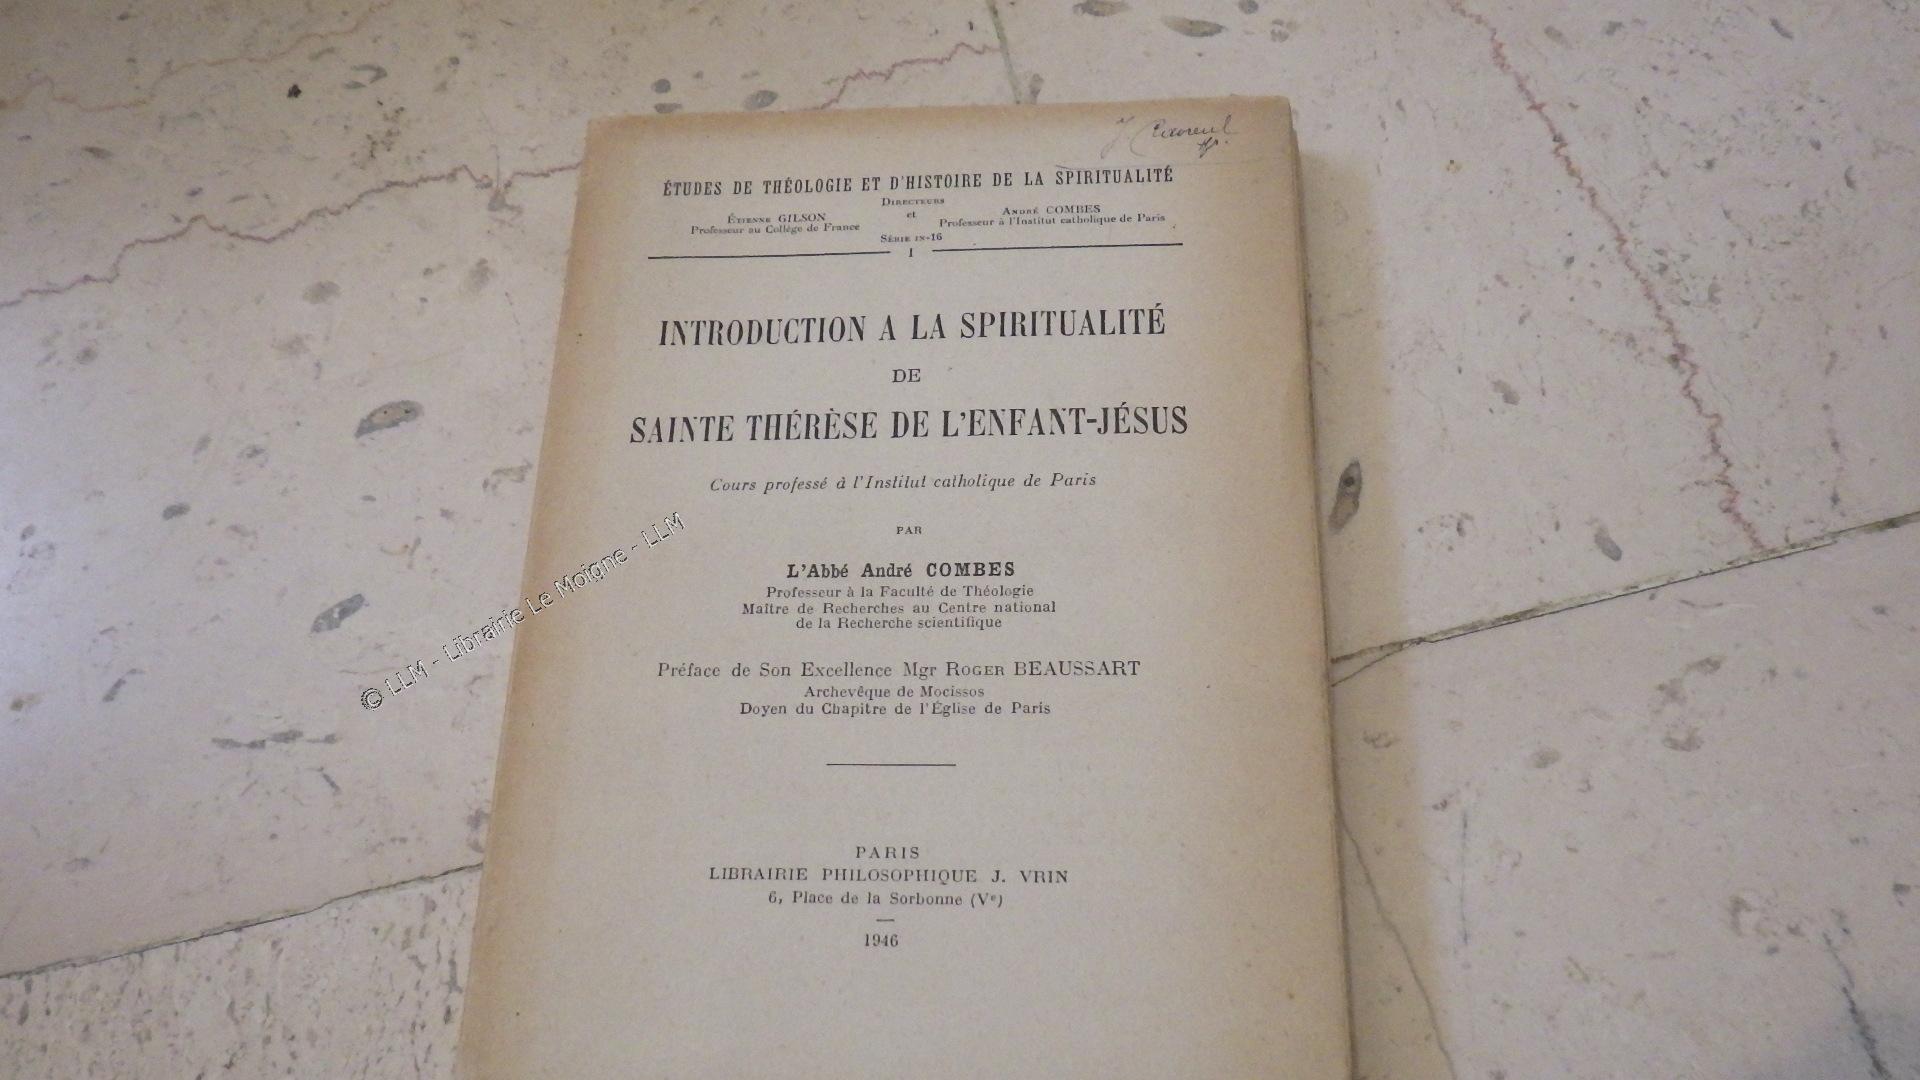 ÉTUDES DE THÉOLOGIE ET D'HISTOIRE DE LA SPIRITUALITÉ
DIRECTEURS
ÉTIENNE GILSON et ANDRÉ COMBES
Professeur au Collège de France Professeur à l'Institut catholique de Paris
SÉRIE IN-16
I
INTRODUCTION A LA SPIRITUALITÉ
DE
SAINTE THÉRÈSE DE L'ENFANT-JÉSUS
Cours professé à l'Institut catholique de Paris
PAR
L'Abbé André COMBES
Professeur à la Faculté de Théologie
Maître de Recherches au Centre national
de la Recherche scientifique
Préface de Son Excellence Mgr ROGER BEAUSSART
Archevêque de Mocissos
Doyen du Chapitre de l'Église de Paris
PARIS
LIBRAIRIE PHILOSOPHIQUE J. VRIN
6, Place de la Sorbonne (Ve)
1946
© LLM - Librairie Le Moigne - LLM